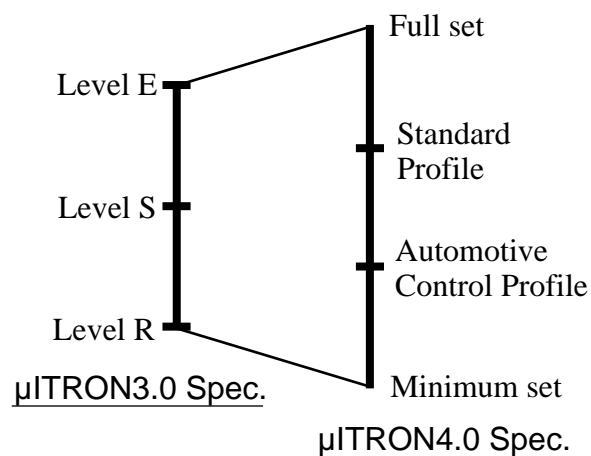 Full set
Level E
Standard
Profile
Level S
Automotive
Control Profile
Level R
µITRON3.0 Spec.
Minimum set
µITRON4.0 Spec.